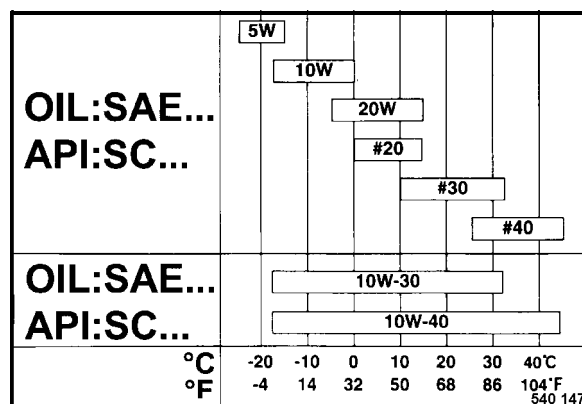 5W
10W
OIL:SAE...
20W
API:SC...
#20
#30
#40
OIL:SAE...
10W-30
API:SC...
10W-40
°C -20 -10 0 10 20 30 40°C
°F -4 14 32 50 68 86 104°F
540 147